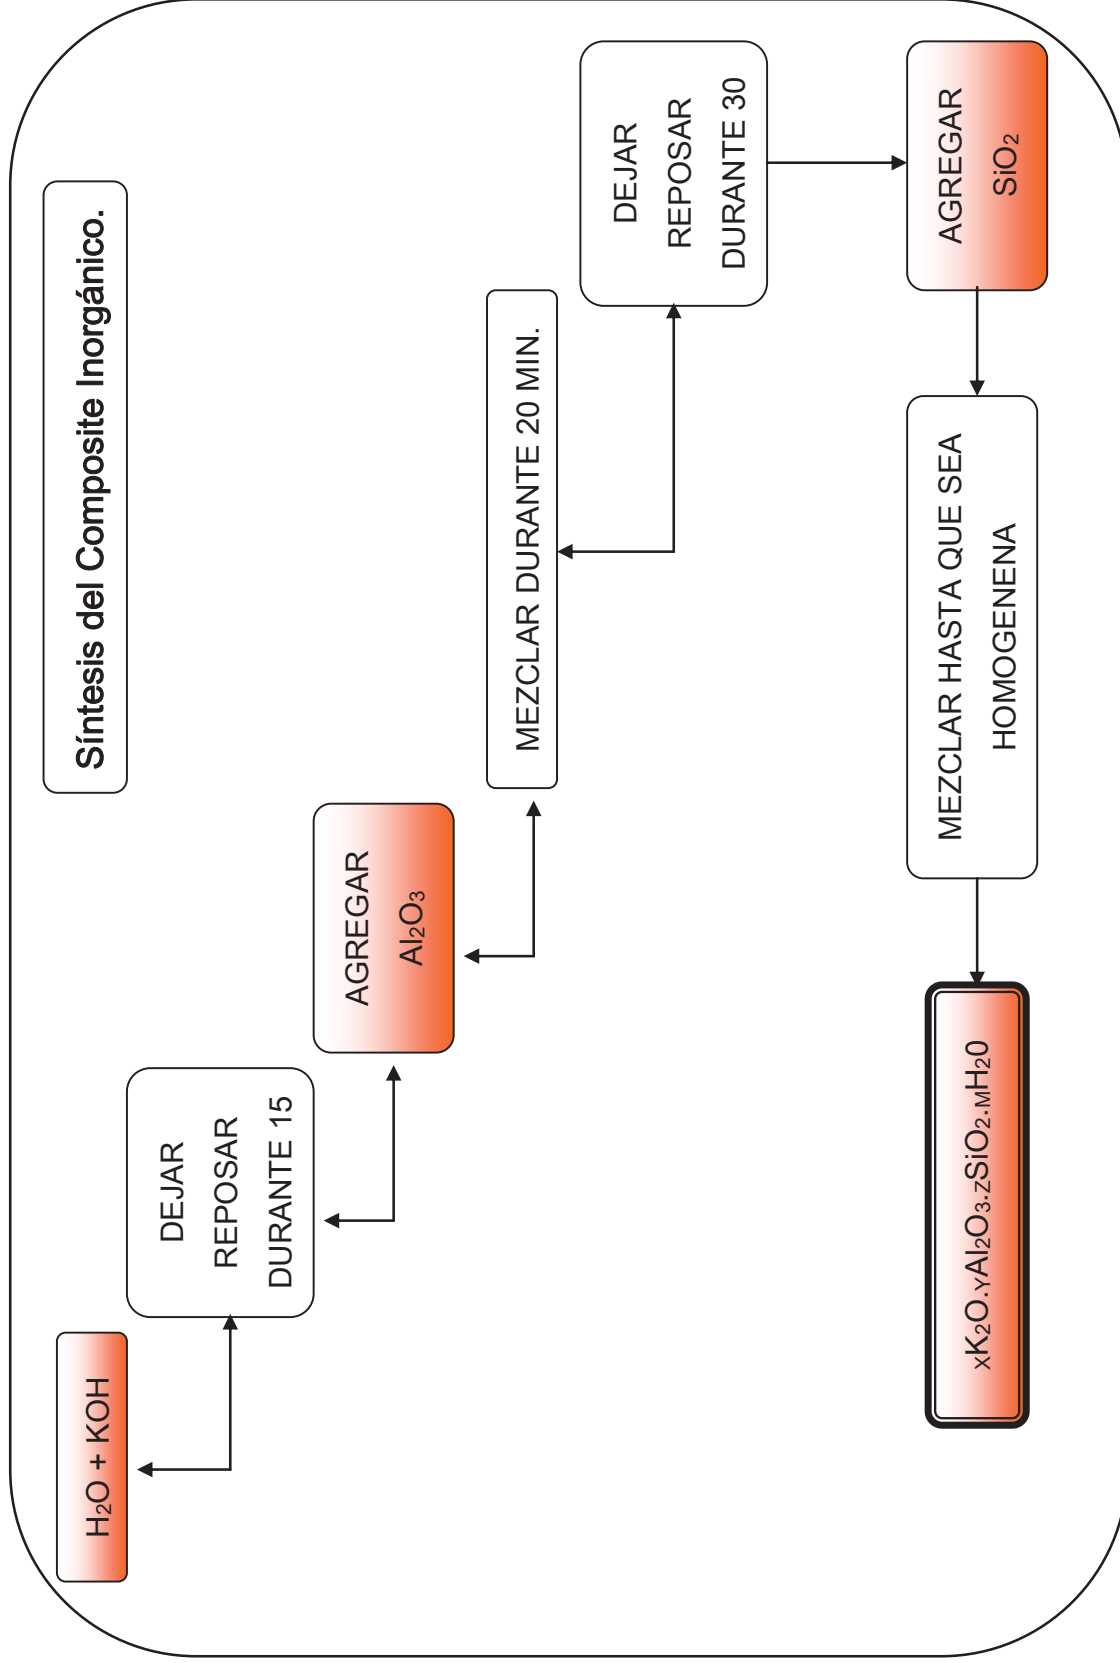 Síntesis del Composite Inorgánico.
H₂O + KOH
DEJAR
REPOSAR
DURANTE 15
AGREGAR
Al₂O₃
MEZCLAR DURANTE 20 MIN.
DEJAR
REPOSAR
DURANTE 30
AGREGAR
SiO₂
MEZCLAR HASTA QUE SEA
HOMOGENENA
XK₂O.YAl₂O₃.ZSiO₂.MH₂0